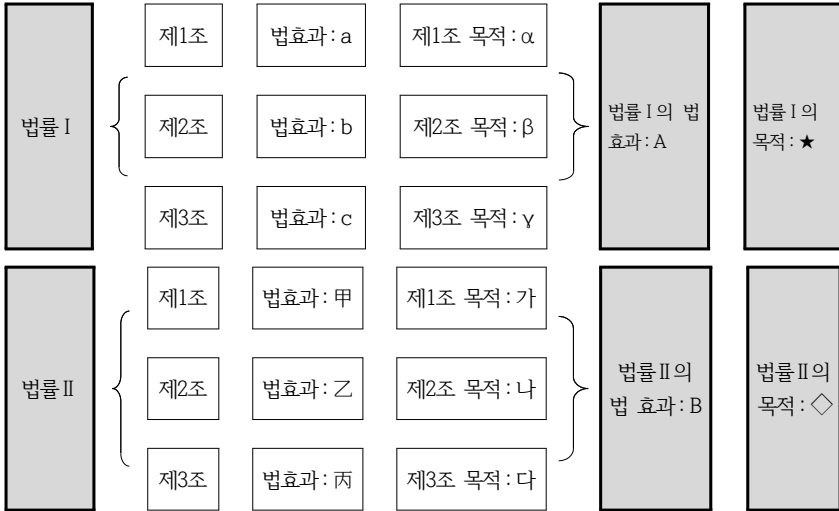 법률Ⅰ
제1조
법효과:a
제1조 목적:α
제2조
법효과:b
제2조 목적:β
제3조
법효과:c
제3조 목적:γ
법률Ⅰ의 법
효과:A
법률Ⅰ의
목적:★
법률Ⅱ
제1조
법효과:甲
제1조 목적:가
제2조
법효과:乙
제2조 목적:나
제3조
법효과:丙
제3조 목적:다
법률Ⅱ의
법 효과:B
법률Ⅱ의
목적:◇